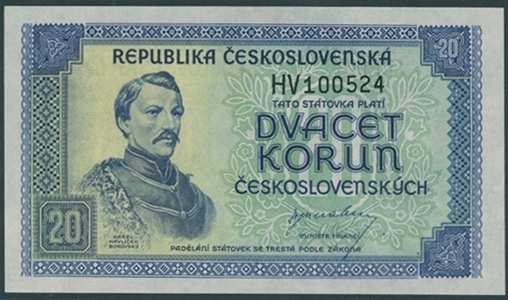 20
REPUBLIKA ČESKOSLOVENSKÁ
HV100524
TATO STÁTOVKA PLATÍ
DVACET
KORUN
ČESKOSLOVENSKÝCH
20
KAREL
HAVLÍČEK
BOROVSKÝ
MINISTR FINANCÍ
PADĚLÁNÍ STÁTOVEK SE TRESTÁ PODLE ZÁKONA